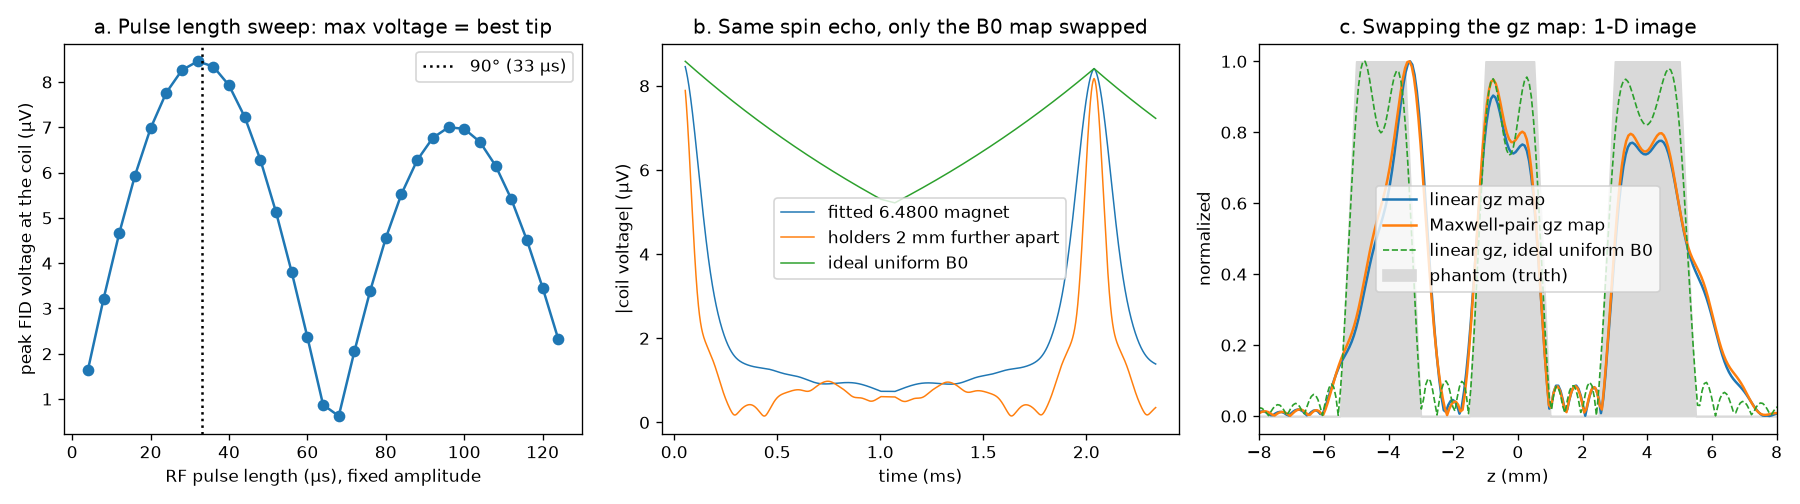 a. Pulse length sweep: max voltage = best tip
peak FID voltage at the coil (µV)
8
7
6
5
4
3
2
1
90° (33 µs)
0
20
40
60
80
100
120
RF pulse length (µs), fixed amplitude
b. Same spin echo, only the B0 map swapped
|coil voltage| (µV)
8
6
4
2
0
fitted 6.4800 magnet
holders 2 mm further apart
ideal uniform B0
0.0
0.5
1.0
1.5
2.0
time (ms)
c. Swapping the gz map: 1-D image
normalized
1.0
0.8
0.6
0.4
0.2
0.0
linear gz map
Maxwell-pair gz map
linear gz, ideal uniform B0
phantom (truth)
−8
−6
−4
−2
0
2
4
6
8
z (mm)